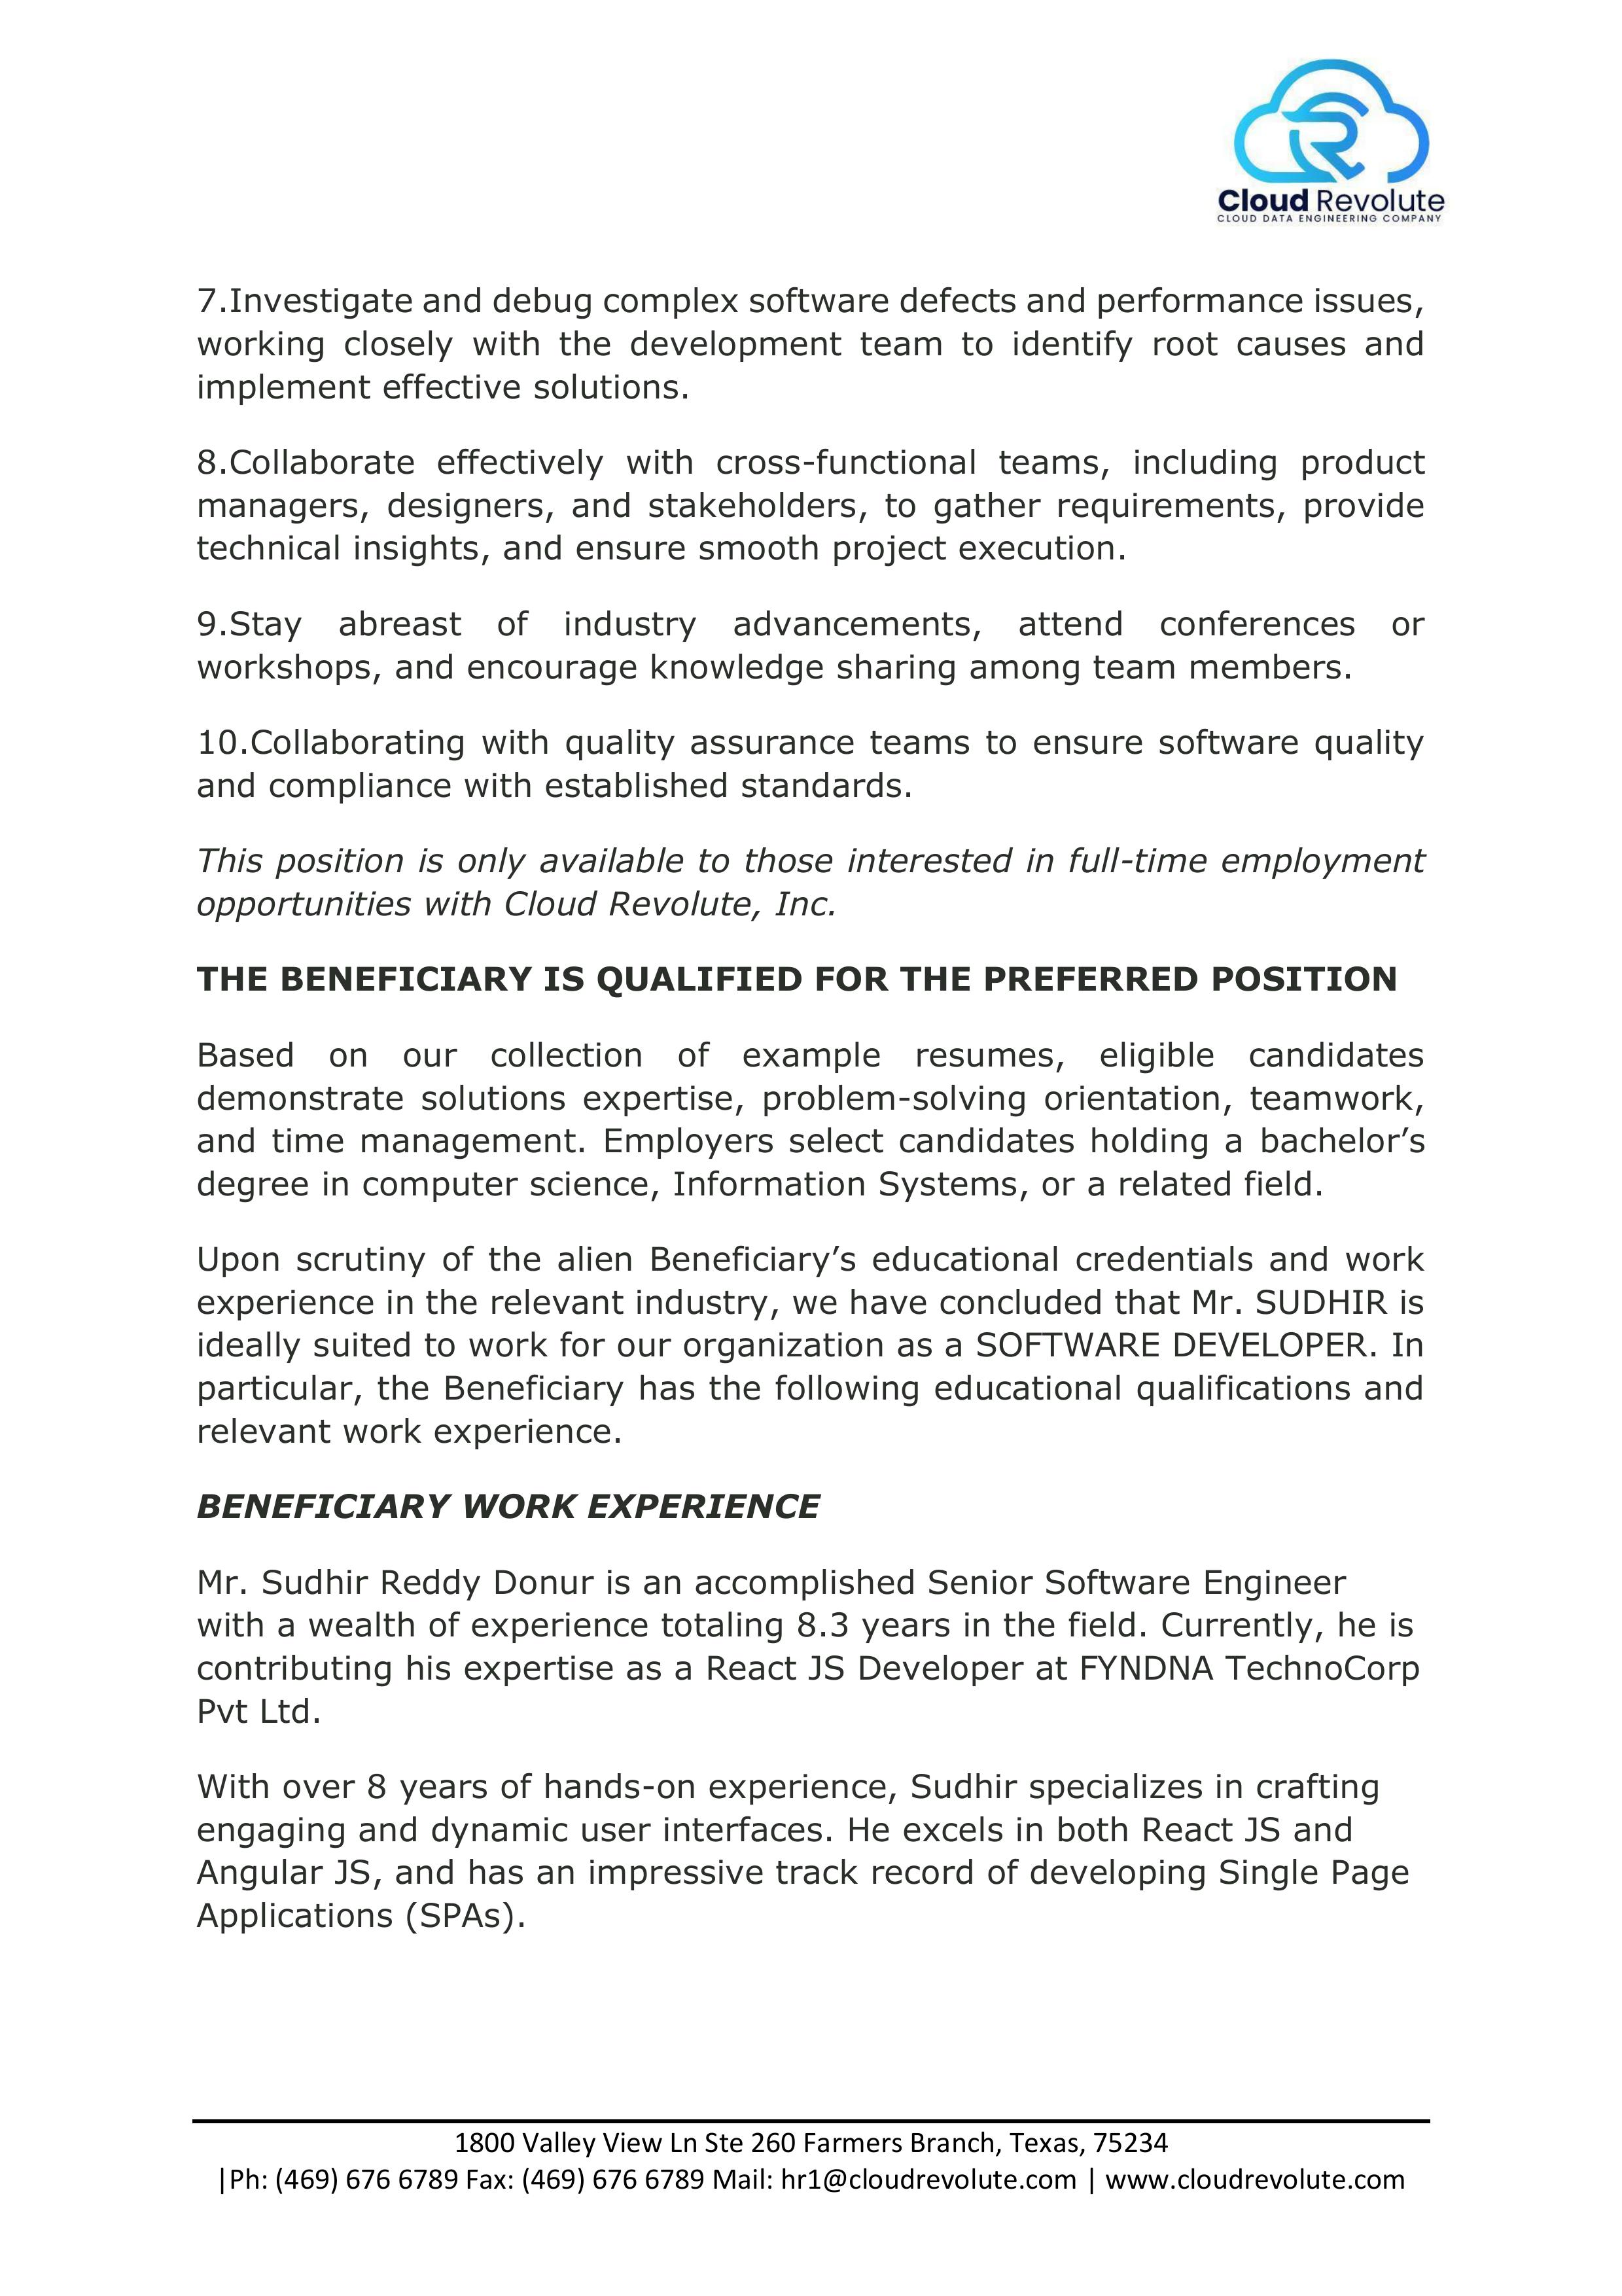 Cloud Revolute
CLOUD DATA ENGINEERING COMPANY
7.Investigate and debug complex software defects and performance issues,
working closely with the development team to identify root causes and
implement effective solutions.
8.Collaborate effectively with cross-functional teams, including product
managers, designers, and stakeholders, to gather requirements, provide
technical insights, and ensure smooth project execution.
9.Stay abreast of industry advancements, attend conferences or
workshops, and encourage knowledge sharing among team members.
10.Collaborating with quality assurance teams to ensure software quality
and compliance with established standards.
This position is only available to those interested in full-time employment
opportunities with Cloud Revolute, Inc.
THE BENEFICIARY IS QUALIFIED FOR THE PREFERRED POSITION
Based on our collection of example resumes, eligible candidates
demonstrate solutions expertise, problem-solving orientation, teamwork,
and time management. Employers select candidates holding a bachelor’s
degree in computer science, Information Systems, or a related field.
Upon scrutiny of the alien Beneficiary’s educational credentials and work
experience in the relevant industry, we have concluded that Mr. SUDHIR is
ideally suited to work for our organization as a SOFTWARE DEVELOPER. In
particular, the Beneficiary has the following educational qualifications and
relevant work experience.
BENEFICIARY WORK EXPERIENCE
Mr. Sudhir Reddy Donur is an accomplished Senior Software Engineer
with a wealth of experience totaling 8.3 years in the field. Currently, he is
contributing his expertise as a React JS Developer at FYNDNA TechnoCorp
Pvt Ltd.
With over 8 years of hands-on experience, Sudhir specializes in crafting
engaging and dynamic user interfaces. He excels in both React JS and
Angular JS, and has an impressive track record of developing Single Page
Applications (SPAs).
1800 Valley View Ln Ste 260 Farmers Branch, Texas, 75234
|Ph: (469) 676 6789 Fax: (469) 676 6789 Mail: hr1@cloudrevolute.com | www.cloudrevolute.com